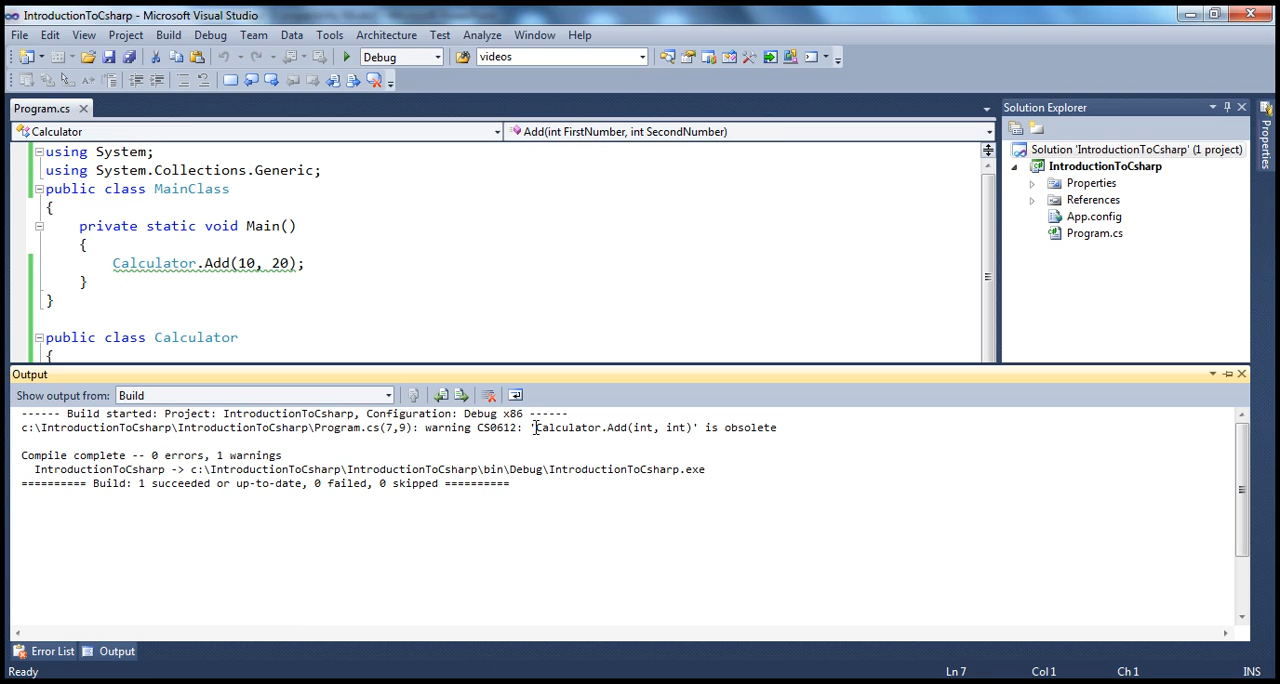 IntroductionToCsharp - Microsoft Visual Studio
File Edit View Project Build Debug Team Data Tools Architecture Test Analyze Window Help
Debug videos
Program.cs
Solution Explorer
Calculator Add(int FirstNumber, int SecondNumber)
using System;
using System.Collections.Generic;
public class MainClass
{
private static void Main()
{
Calculator.Add(10, 20);
}
}
public class Calculator
{
Solution 'IntroductionToCsharp' (1 project)
IntroductionToCsharp
Properties
References
App.config
Program.cs
Properties
Output
Show output from: Build
------ Build started: Project: IntroductionToCsharp, Configuration: Debug x86 ------
c:\IntroductionToCsharp\IntroductionToCsharp\Program.cs(7,9): warning CS0612: 'Calculator.Add(int, int)' is obsolete
Compile complete -- 0 errors, 1 warnings
IntroductionToCsharp -> c:\IntroductionToCsharp\IntroductionToCsharp\bin\Debug\IntroductionToCsharp.exe
========== Build: 1 succeeded or up-to-date, 0 failed, 0 skipped ==========
Error List Output
Ready Ln 7 Col 1 Ch 1 INS